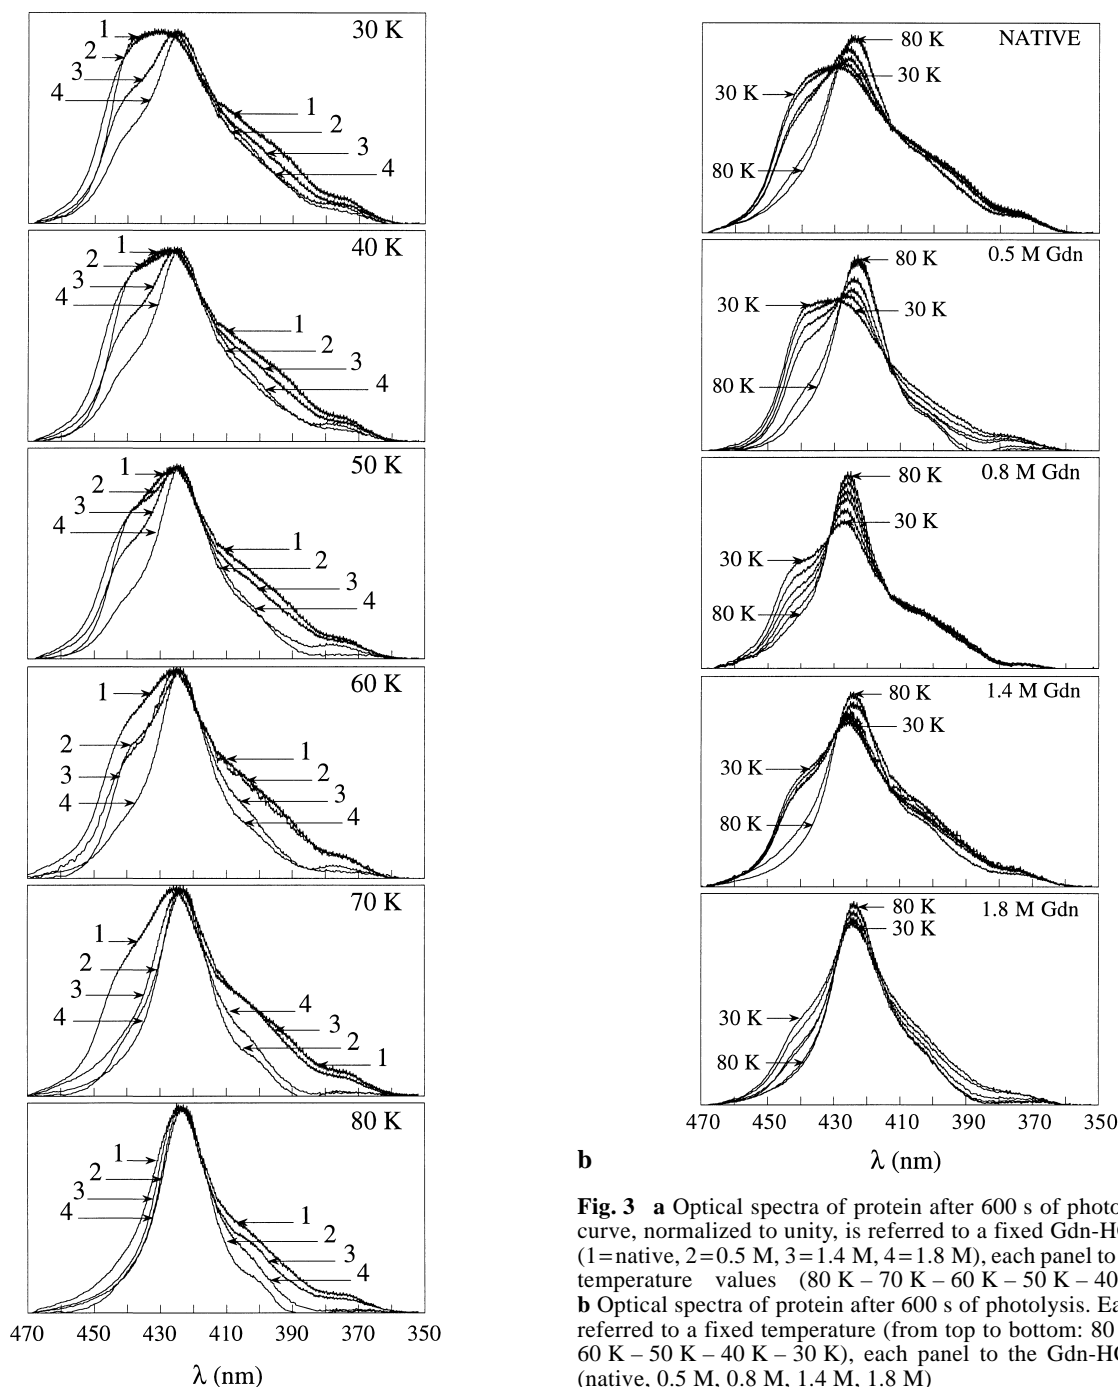 30 K
1
2
3
4
1
2
3
4
40 K
1
2
3
4
1
2
3
4
50 K
1
2
3
4
1
2
3
4
60 K
1
2
3
4
1
2
3
4
70 K
1
2
3
4
4
3
2
1
80 K
1
2
3
4
1
2
3
4
470 450 430 410 390 370 350
λ (nm)
NATIVE
80 K
30 K
30 K
80 K
0.5 M Gdn
80 K
30 K
30 K
80 K
0.8 M Gdn
80 K
30 K
30 K
80 K
1.4 M Gdn
80 K
30 K
30 K
80 K
1.8 M Gdn
80 K
30 K
30 K
80 K
470 450 430 410 390 370 350
b
λ (nm)
Fig. 3 a Optical spectra of protein after 600 s of
curve, normalized to unity, is referred to a fixed
(1=native, 2=0.5 M, 3=1.4 M, 4=1.8 M), each panel to
temperature values (80 K – 70 K – 60 K – 50 K – 40
b Optical spectra of protein after 600 s of photolysis.
referred to a fixed temperature (from top to bottom: 80
60 K – 50 K – 40 K – 30 K), each panel to the
(native, 0.5 M, 0.8 M, 1.4 M, 1.8 M)